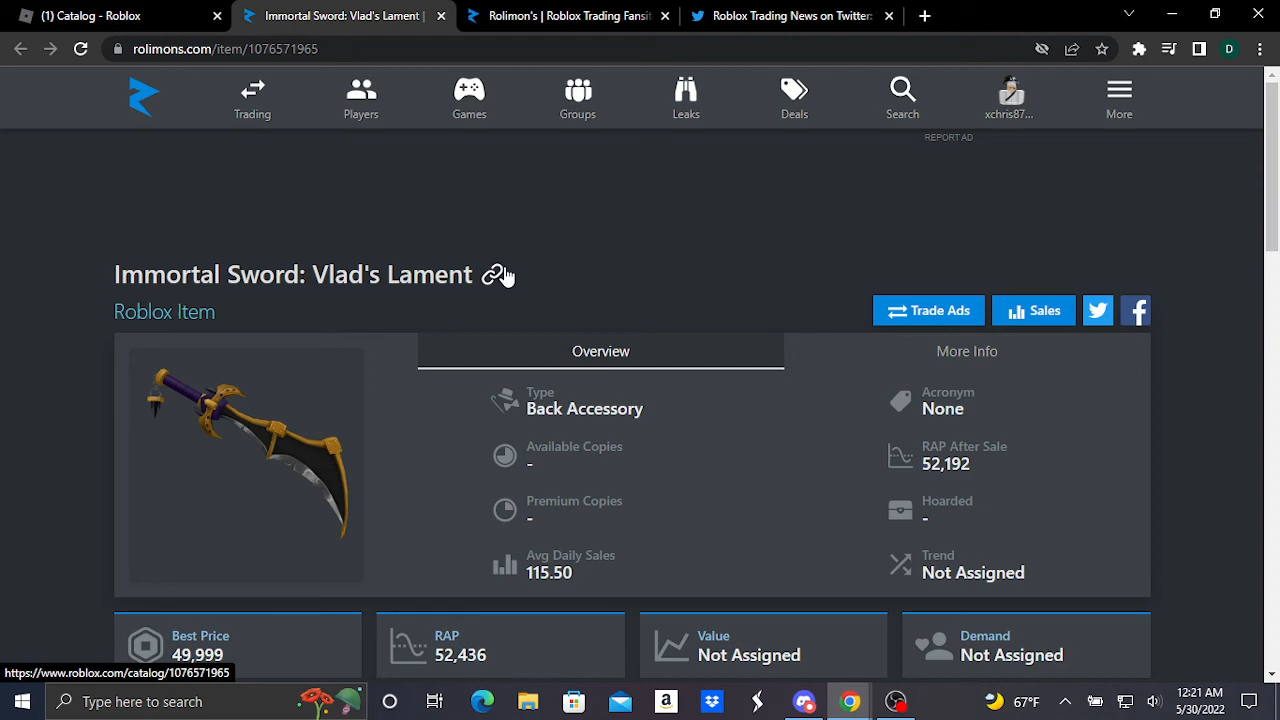 (1) Catalog - Roblox
Immortal Sword: Vlad's Lament |
Rolimon's | Roblox Trading Fansit
Roblox Trading News on Twitter:
rolimons.com/item/1076571965
D
Trading
Players
Games
Groups
Leaks
Deals
Search
xchris87...
More
REPORT AD
Immortal Sword: Vlad's Lament
Roblox Item
Trade Ads
Sales
Overview
More Info
Type
Back Accessory
Acronym
None
Available Copies
-
RAP After Sale
52,192
Premium Copies
-
Hoarded
-
Avg Daily Sales
115.50
Trend
Not Assigned
Best Price
49,999
RAP
52,436
Value
Not Assigned
Demand
Not Assigned
https://www.roblox.com/catalog/1076571965
Type here to search
67°F
12:21 AM
5/30/2022